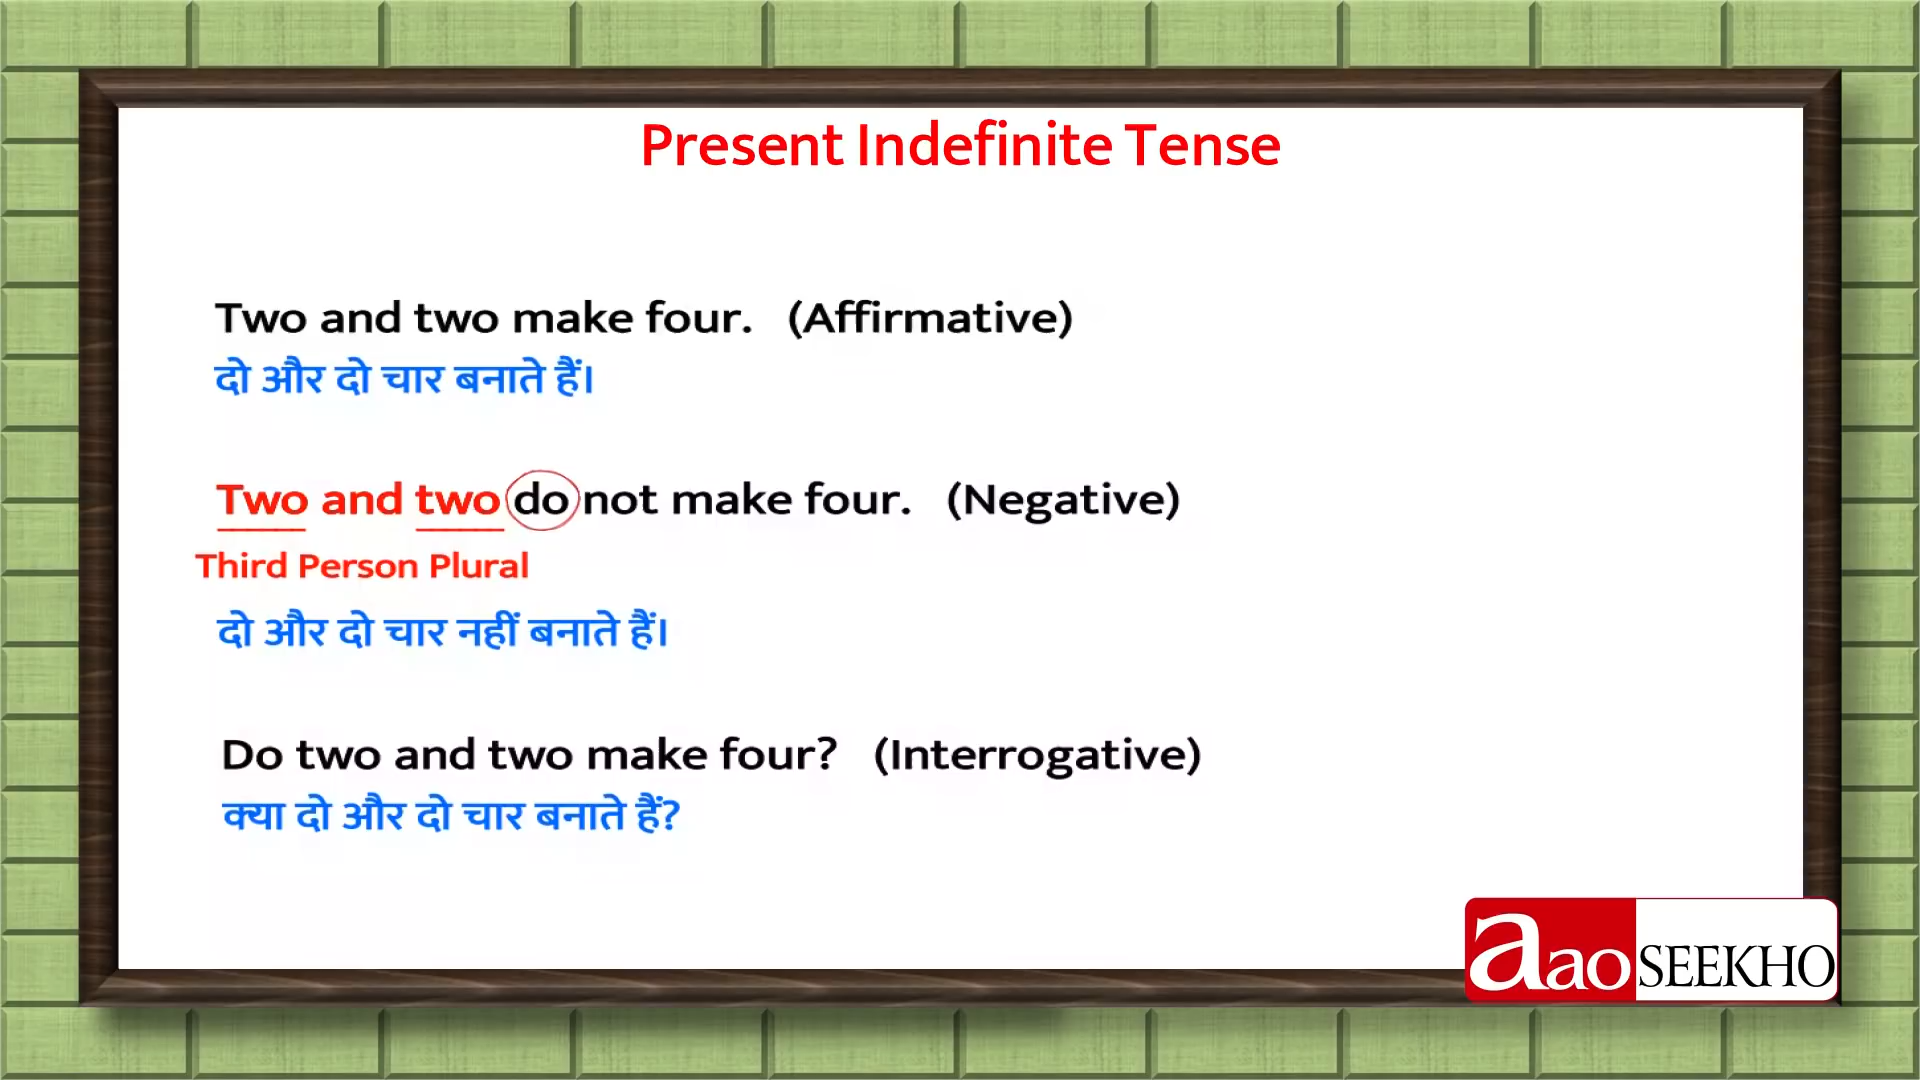 Present Indefinite Tense
Two and two make four. (Affirmative)
दो और दो चार बनाते हैं।
Two and two do not make four. (Negative)
Third Person Plural
दो और दो चार नहीं बनाते हैं।
Do two and two make four? (Interrogative)
क्या दो और दो चार बनाते हैं?
aao SEEKHO